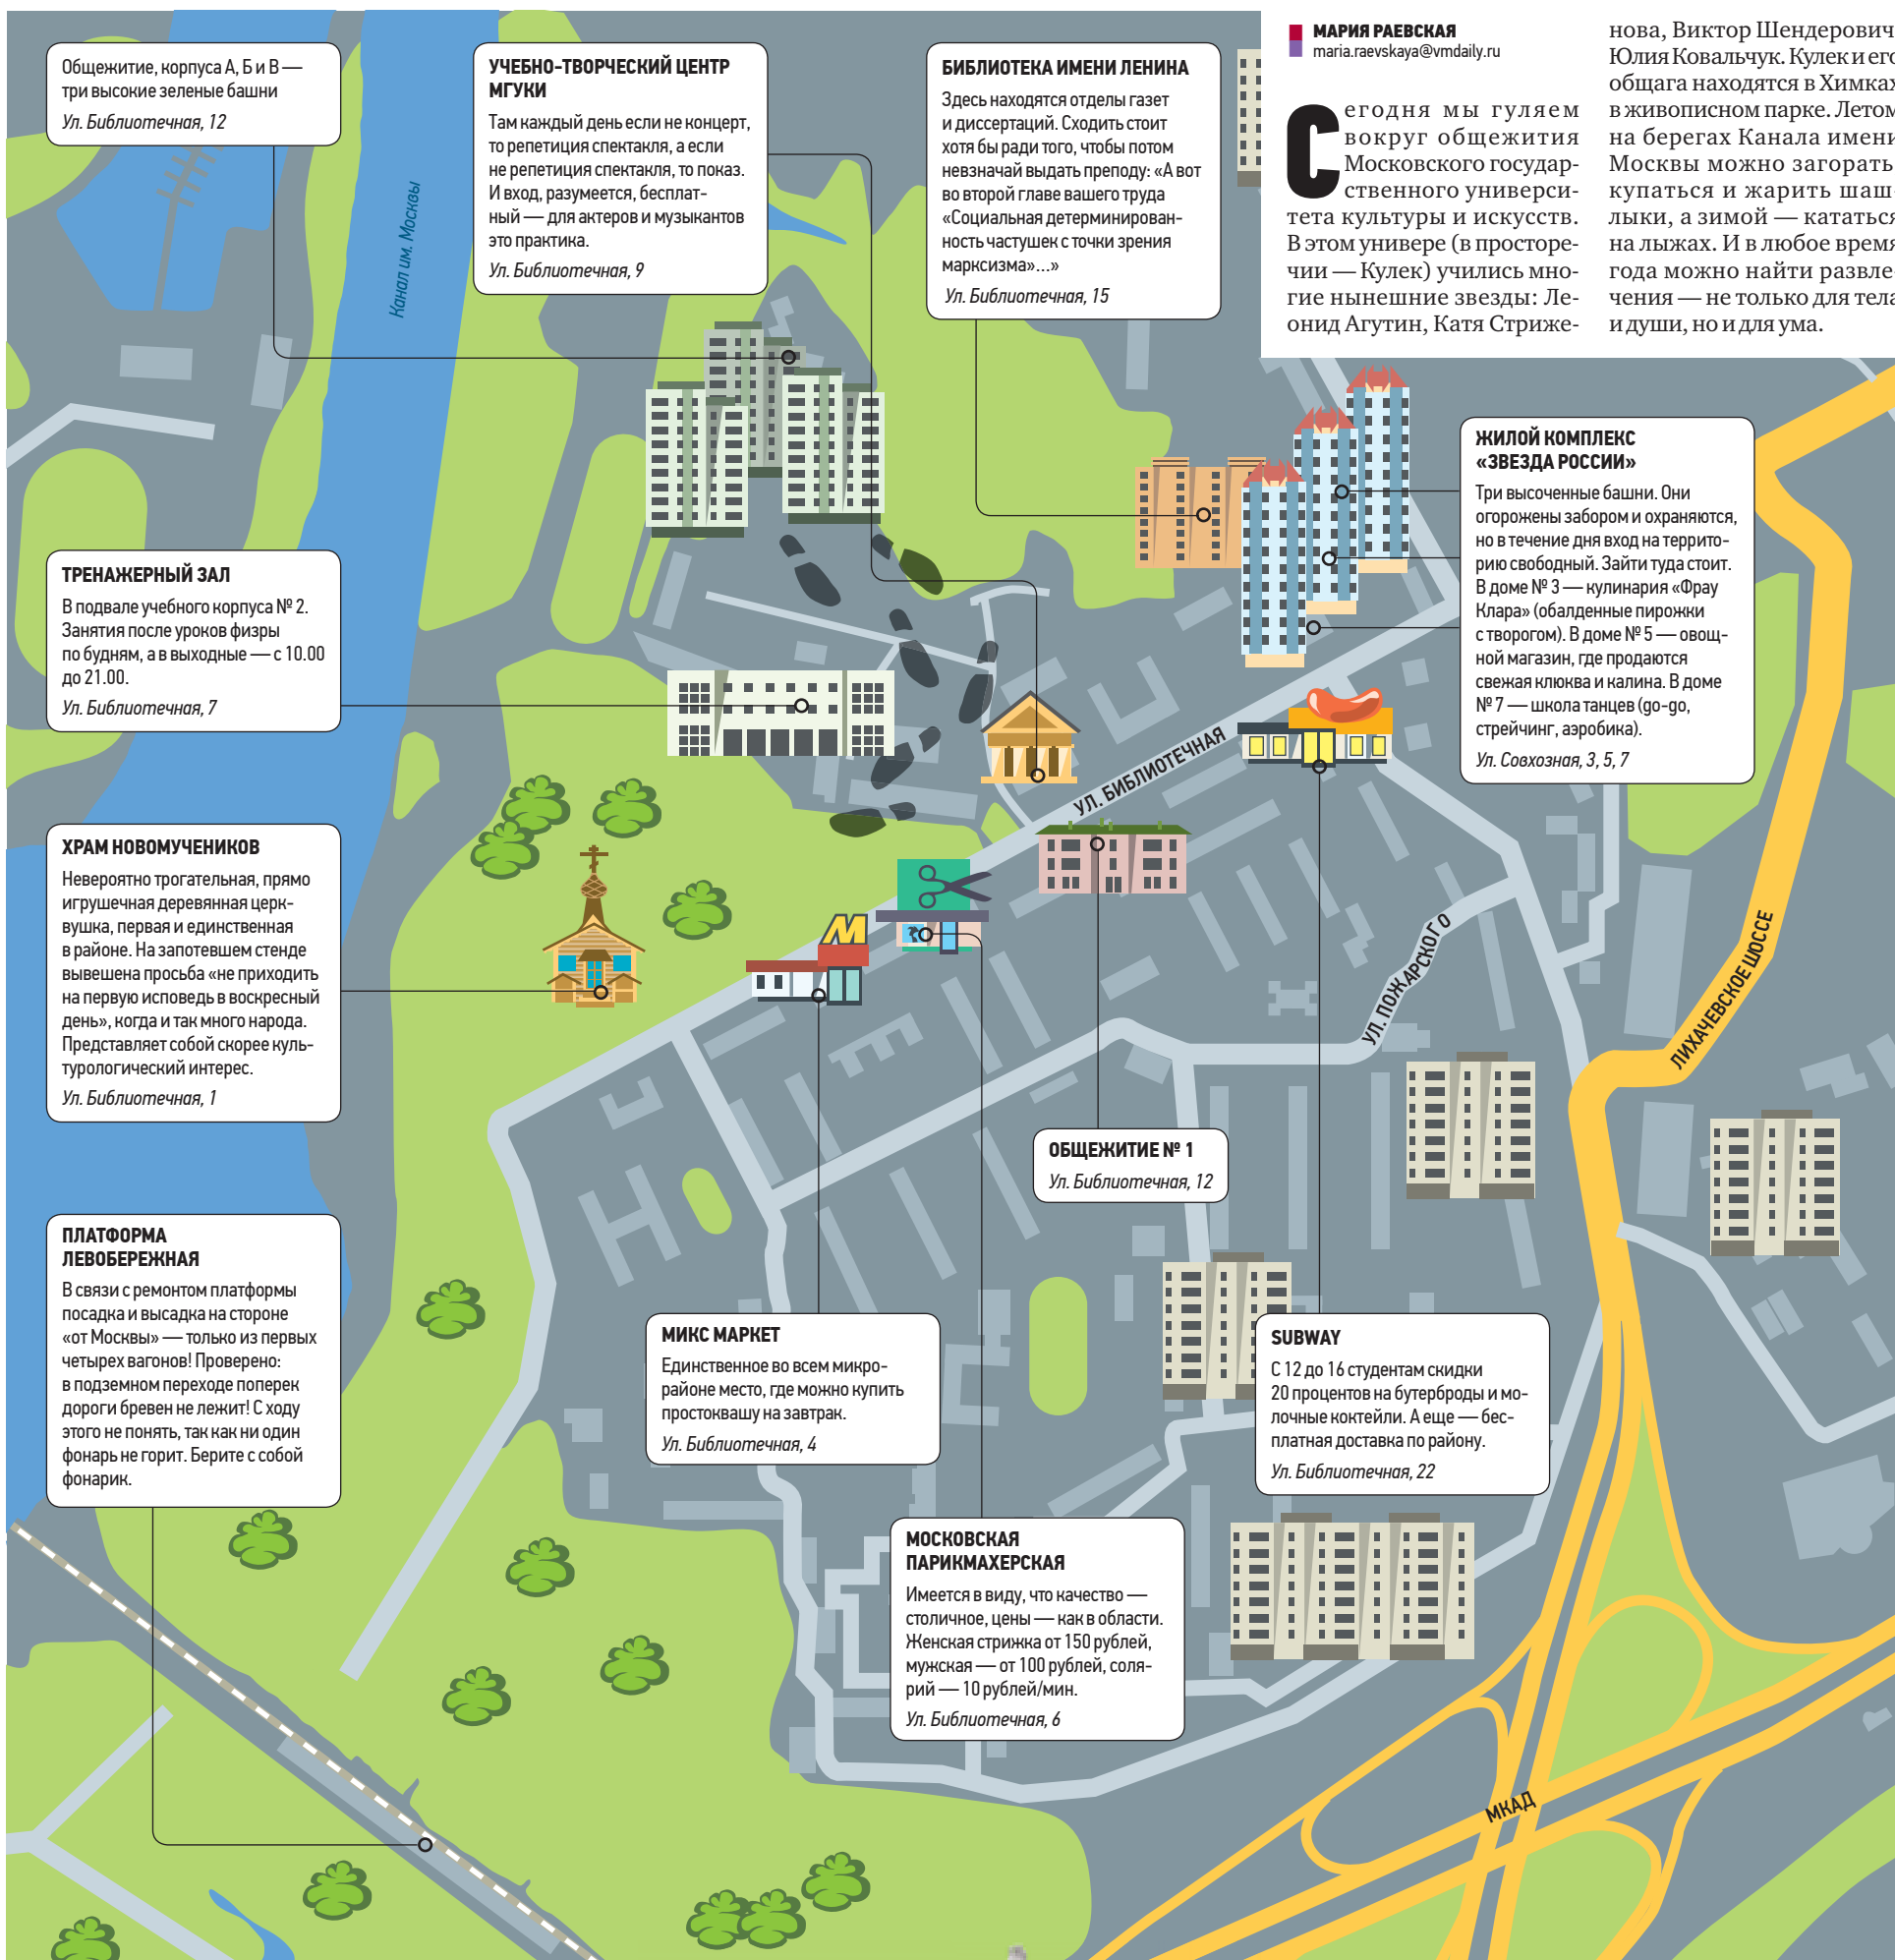 МАРИЯ РАЕВСКАЯ
maria.raevskaya@vmdaily.ru
Сегодня мы гуляем
вокруг общежития
Московского государ-
ственного универси-
тета культуры и искусств.
В этом универе (в просторе-
чии — Кулек) учились мно-
гие нынешние звезды: Ле-
онид Агутин, Катя Стриже-
нова, Виктор Шендерович,
Юлия Ковальчук. Кулек и его
общага находятся в Химках
в живописном парке. Летом
на берегах Канала имени
Москвы можно загорать,
купаться и жарить шаш-
лыки, а зимой — кататься
на лыжах. И в любое время
года можно найти развле-
чения — не только для тела
и души, но и для ума.
Общежитие, корпуса А, Б и В —
три высокие зеленые башни
Ул. Библиотечная, 12
УЧЕБНО-ТВОРЧЕСКИЙ ЦЕНТР
МГУКИ
Там каждый день если не концерт,
то репетиция спектакля, а если
не репетиция спектакля, то показ.
И вход, разумеется, бесплат-
ный — для актеров и музыкантов
это практика.
Ул. Библиотечная, 9
БИБЛИОТЕКА ИМЕНИ ЛЕНИНА
Здесь находятся отделы газет
и диссертаций. Сходить стоит
хотя бы ради того, чтобы потом
невзначай выдать преподу: «А вот
во второй главе вашего труда
«Социальная детерминирован-
ность частушек с точки зрения
марксизма»...»
Ул. Библиотечная, 15
Канал им. Москвы
ЖИЛОЙ КОМПЛЕКС
«ЗВЕЗДА РОССИИ»
Три высоченные башни. Они
огорожены забором и охраняются,
но в течение дня вход на террито-
рию свободный. Зайти туда стоит.
В доме № 3 — кулинария «Фрау
Клара» (обалденные пирожки
с творогом). В доме № 5 — овощ-
ной магазин, где продаются
свежая клюква и калина. В доме
№ 7 — школа танцев (go-go,
стрейчинг, аэробика).
Ул. Совхозная, 3, 5, 7
ТРЕНАЖЕРНЫЙ ЗАЛ
В подвале учебного корпуса № 2.
Занятия после уроков физры
по будням, а в выходные — с 10.00
до 21.00.
Ул. Библиотечная, 7
УЛ. БИБЛИОТЕЧНАЯ
ХРАМ НОВОМУЧЕНИКОВ
Невероятно трогательная, прямо
игрушечная деревянная церк-
вушка, первая и единственная
в районе. На запотевшем стенде
вывешена просьба «не приходить
на первую исповедь в воскресный
день», когда и так много народа.
Представляет собой скорее куль-
турологический интерес.
Ул. Библиотечная, 1
М
УЛ. ПОЖАРСКОГО
ЛИХАЧЕВСКОЕ ШОССЕ
ОБЩЕЖИТИЕ № 1
Ул. Библиотечная, 12
ПЛАТФОРМА
ЛЕВОБЕРЕЖНАЯ
В связи с ремонтом платформы
посадка и высадка на стороне
«от Москвы» — только из первых
четырех вагонов! Проверено:
в подземном переходе поперек
дороги бревен не лежит! С ходу
этого не понять, так как ни один
фонарь не горит. Берите с собой
фонарик.
МИКС МАРКЕТ
Единственное во всем микро-
районе место, где можно купить
простоквашу на завтрак.
Ул. Библиотечная, 4
SUBWAY
С 12 до 16 студентам скидки
20 процентов на бутерброды и мо-
лочные коктейли. А еще — бес-
платная доставка по району.
Ул. Библиотечная, 22
МОСКОВСКАЯ
ПАРИКМАХЕРСКАЯ
Имеется в виду, что качество —
столичное, цены — как в области.
Женская стрижка от 150 рублей,
мужская — от 100 рублей, соля-
рий — 10 рублей/мин.
Ул. Библиотечная, 6
МКАД